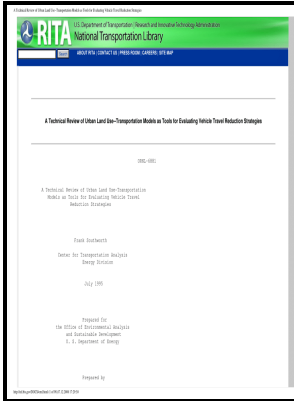 A Technical Review of Urban Land Use--Transportation Models as Tools for Evaluating Vehicle Travel Reduction Strategies
RITA
U.S. Department of Transportation | Research and Innovative Technology Administration
National Transportation Library
Search
ABOUT RITA | CONTACT US | PRESS ROOM | CAREERS | SITE MAP
A Technical Review of Urban Land Use--Transportation Models as Tools for Evaluating Vehicle Travel Reduction Strategies
ORNL-6881
A Technical Review of Urban Land Use-Transportation
Models as Tools for Evaluating Vehicle Travel
Reduction Strategies
Frank Southworth
Center for Transportation Analysis
Energy Division
July 1995
Prepared for
the Office of Environmental Analysis
and Sustainable Development
U. S. Department of Energy
Prepared by